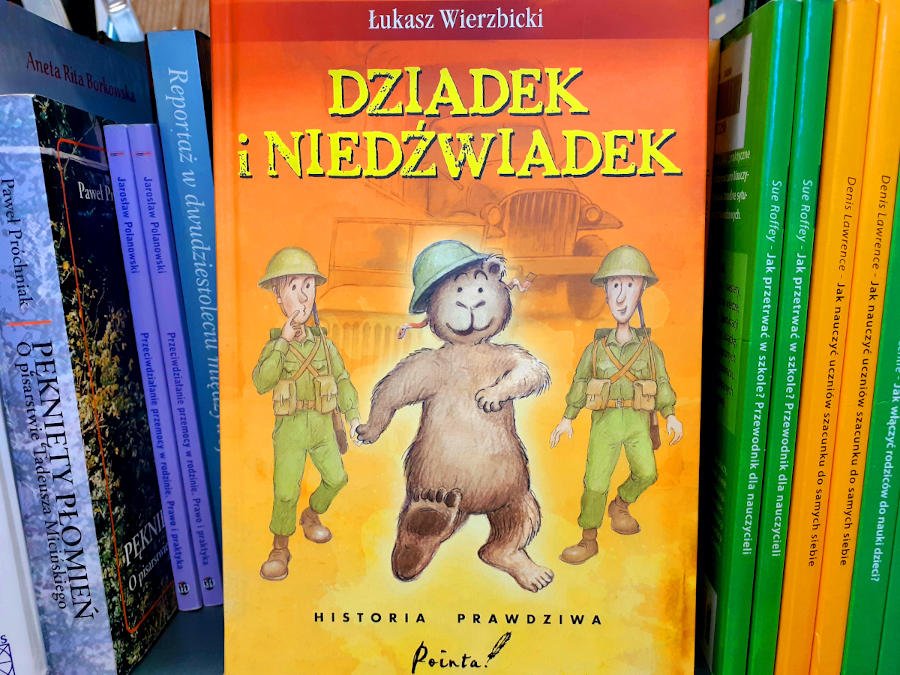 Łukasz Wierzbicki
DZIADEK
i NIEDŹWIADEK
HISTORIA PRAWDZIWA
Pointa!
Aneta Rita Borkowska
Paweł Próchniak
PĘKNIĘTY PŁOMIEŃ
O pisarstwie Tadeusza Micińskiego
Jarosław Polanowski
Przeciwdziałanie przemocy w rodzinie. Prawo i praktyka
Jarosław Polanowski
Przeciwdziałanie przemocy w rodzinie. Prawo i praktyka
Reportaż w dwudziestoleciu
Sue Roffey - Jak przetrwać w szkole? Przewodnik dla nauczycieli
Sue Roffey - Jak przetrwać w szkole? Przewodnik dla nauczycieli
Denis Lawrence - Jak nauczyć uczniów szacunku do samych siebie
Denis Lawrence - Jak nauczyć uczniów szacunku do samych siebie
Jak włączyć rodziców do nauki dzieci?